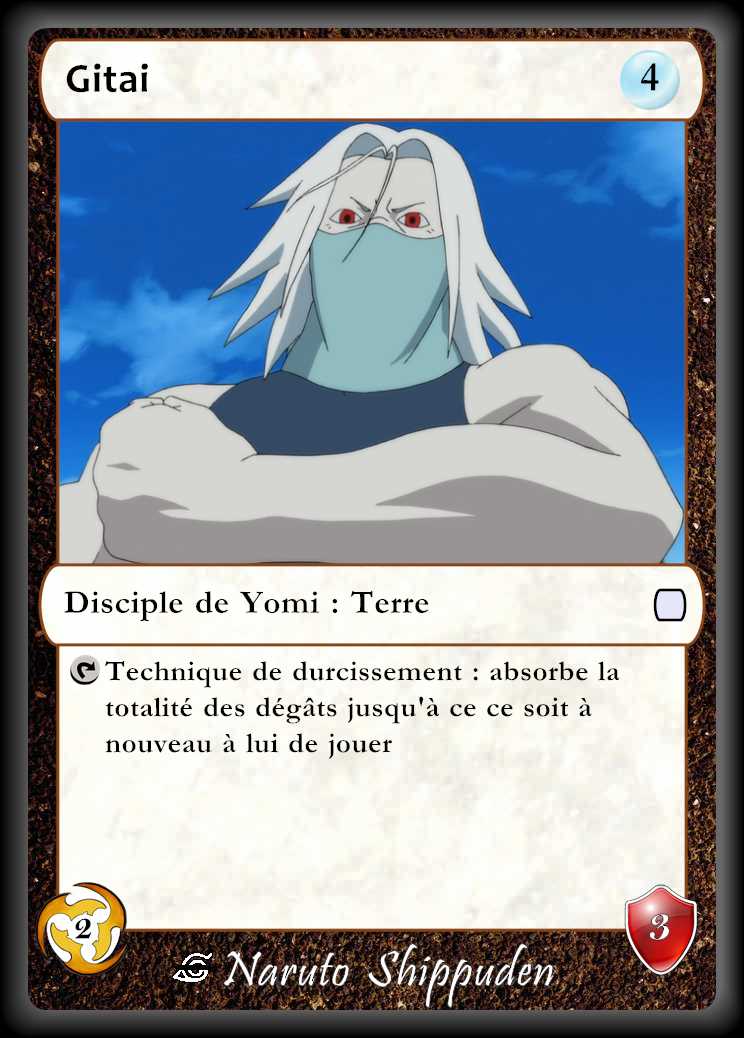 Gitai
4
Disciple de Yomi : Terre
Technique de durcissement : absorbe la
totalité des dégâts jusqu'à ce ce soit à
nouveau à lui de jouer
2
3
Naruto Shippuden